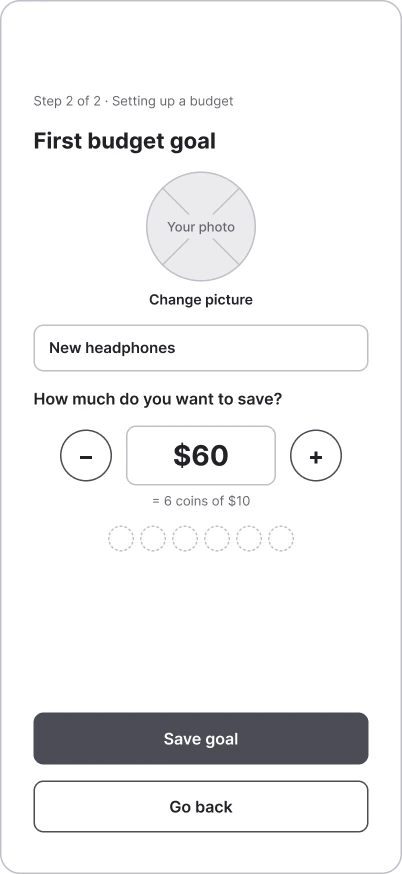 Step 2 of 2 · Setting up a budget
First budget goal
Your photo
Change picture
New headphones
How much do you want to save?
− $60 +
= 6 coins of $10
Save goal
Go back